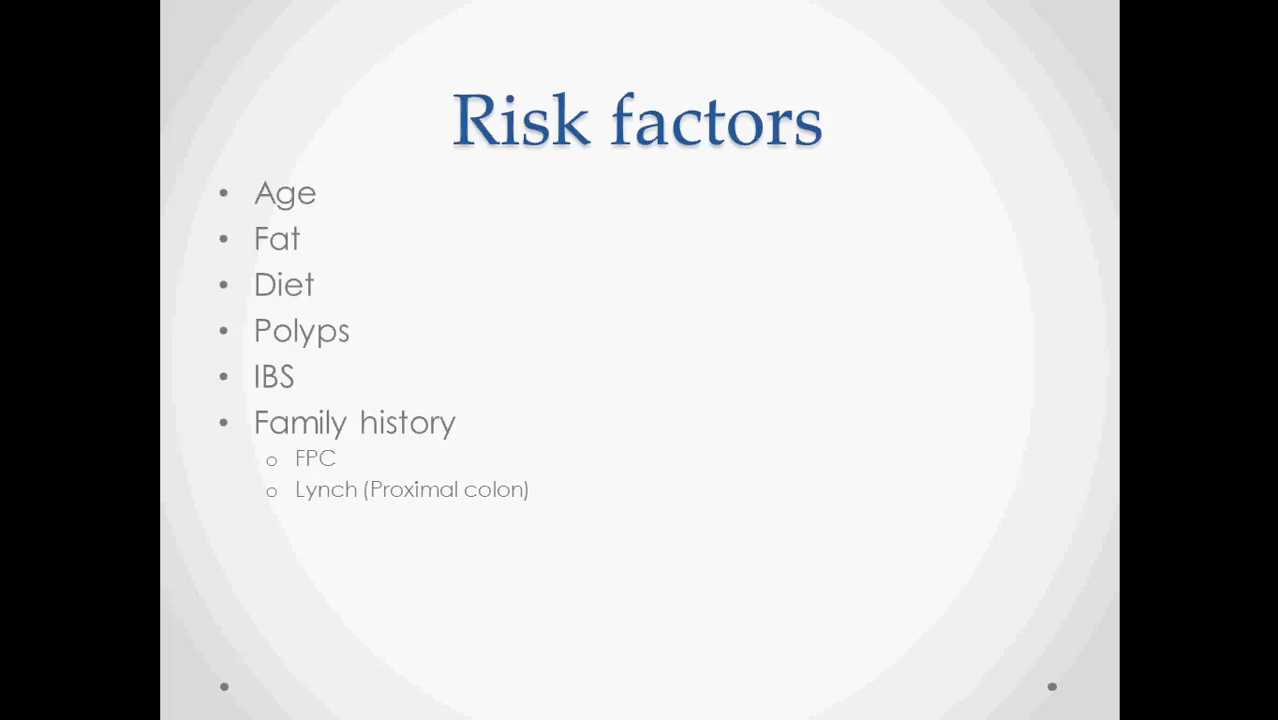 Risk factors
• Age
• Fat
• Diet
• Polyps
• IBS
• Family history
o FPC
o Lynch (Proximal colon)